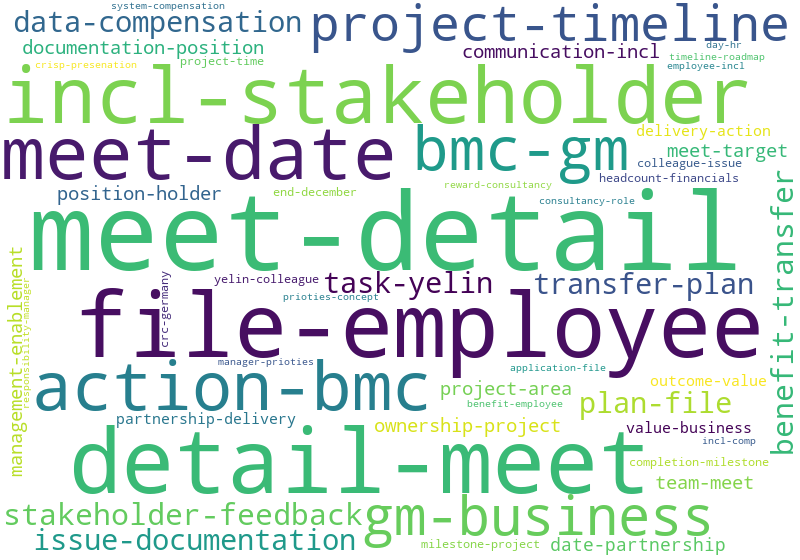 system-compensation
data-compensation
project-timeline
documentation-position
communication-incl
day-hr
crisp-presenation
project-time
timeline-roadmap
employee-incl
incl-stakeholder
meet-date
bmc-gm
delivery-action
meet-target
colleague-issue
headcount-financials
position-holder
end-december
reward-consultancy
consultancy-role
meet-detail
benefit-transfer
management-enablement
responsibility-manager
crc-germany
yelin-colleague
task-yelin
transfer-plan
prioties-concept
file-employee
manager-prioties
application-file
action-bmc
project-area
outcome-value
benefit-employee
plan-file
partnership-delivery
ownership-project
value-business
incl-comp
detail-meet
completion-milestone
team-meet
stakeholder-feedback
gm-business
issue-documentation
milestone-project
date-partnership